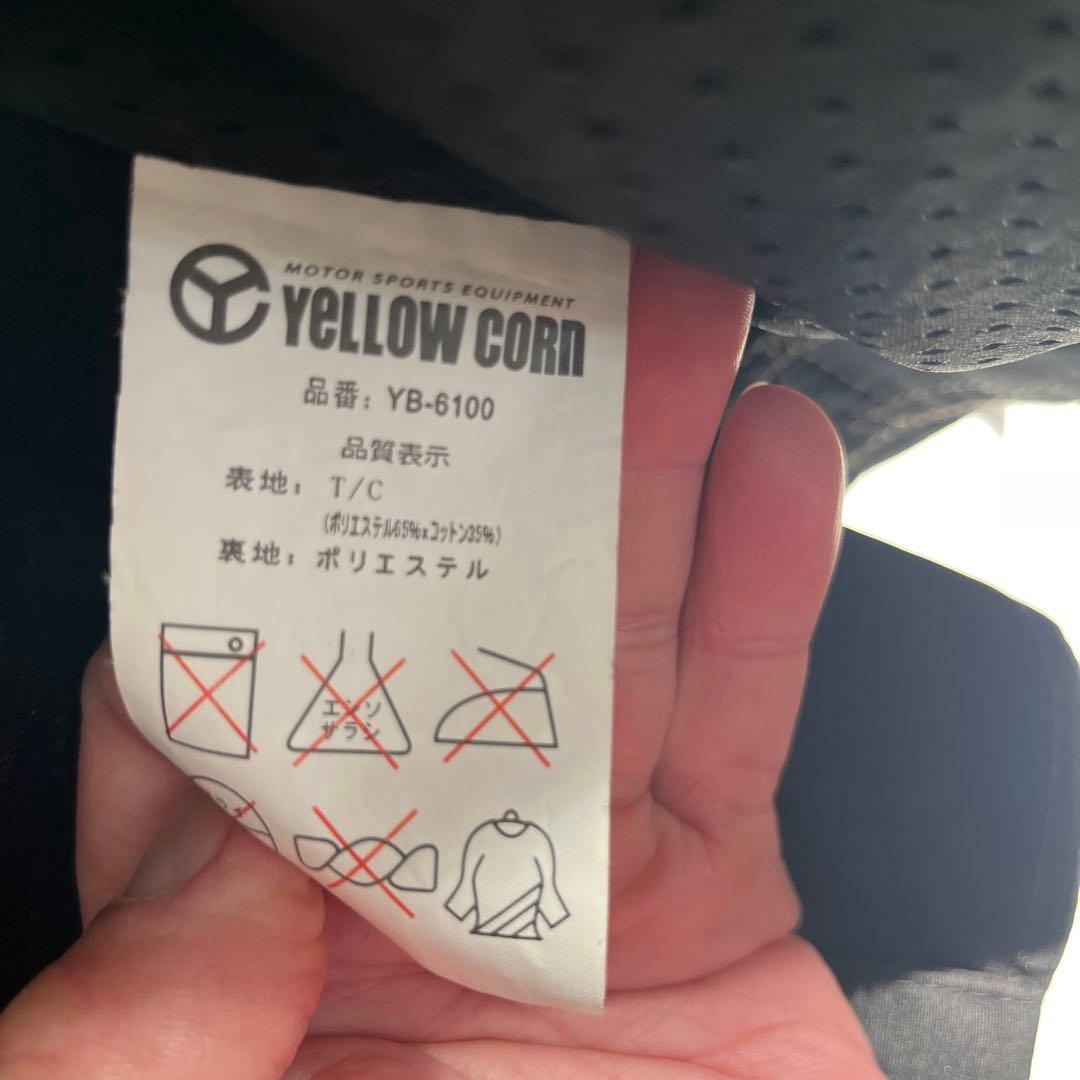 MOTOR SPORTS EQUIPMENT
YELLOW CORN
品番: YB-6100
品質表示
表地: T/C
(ポリエステル65%xコットン35%)
裏地: ポリエステル
エンソ
サラシ